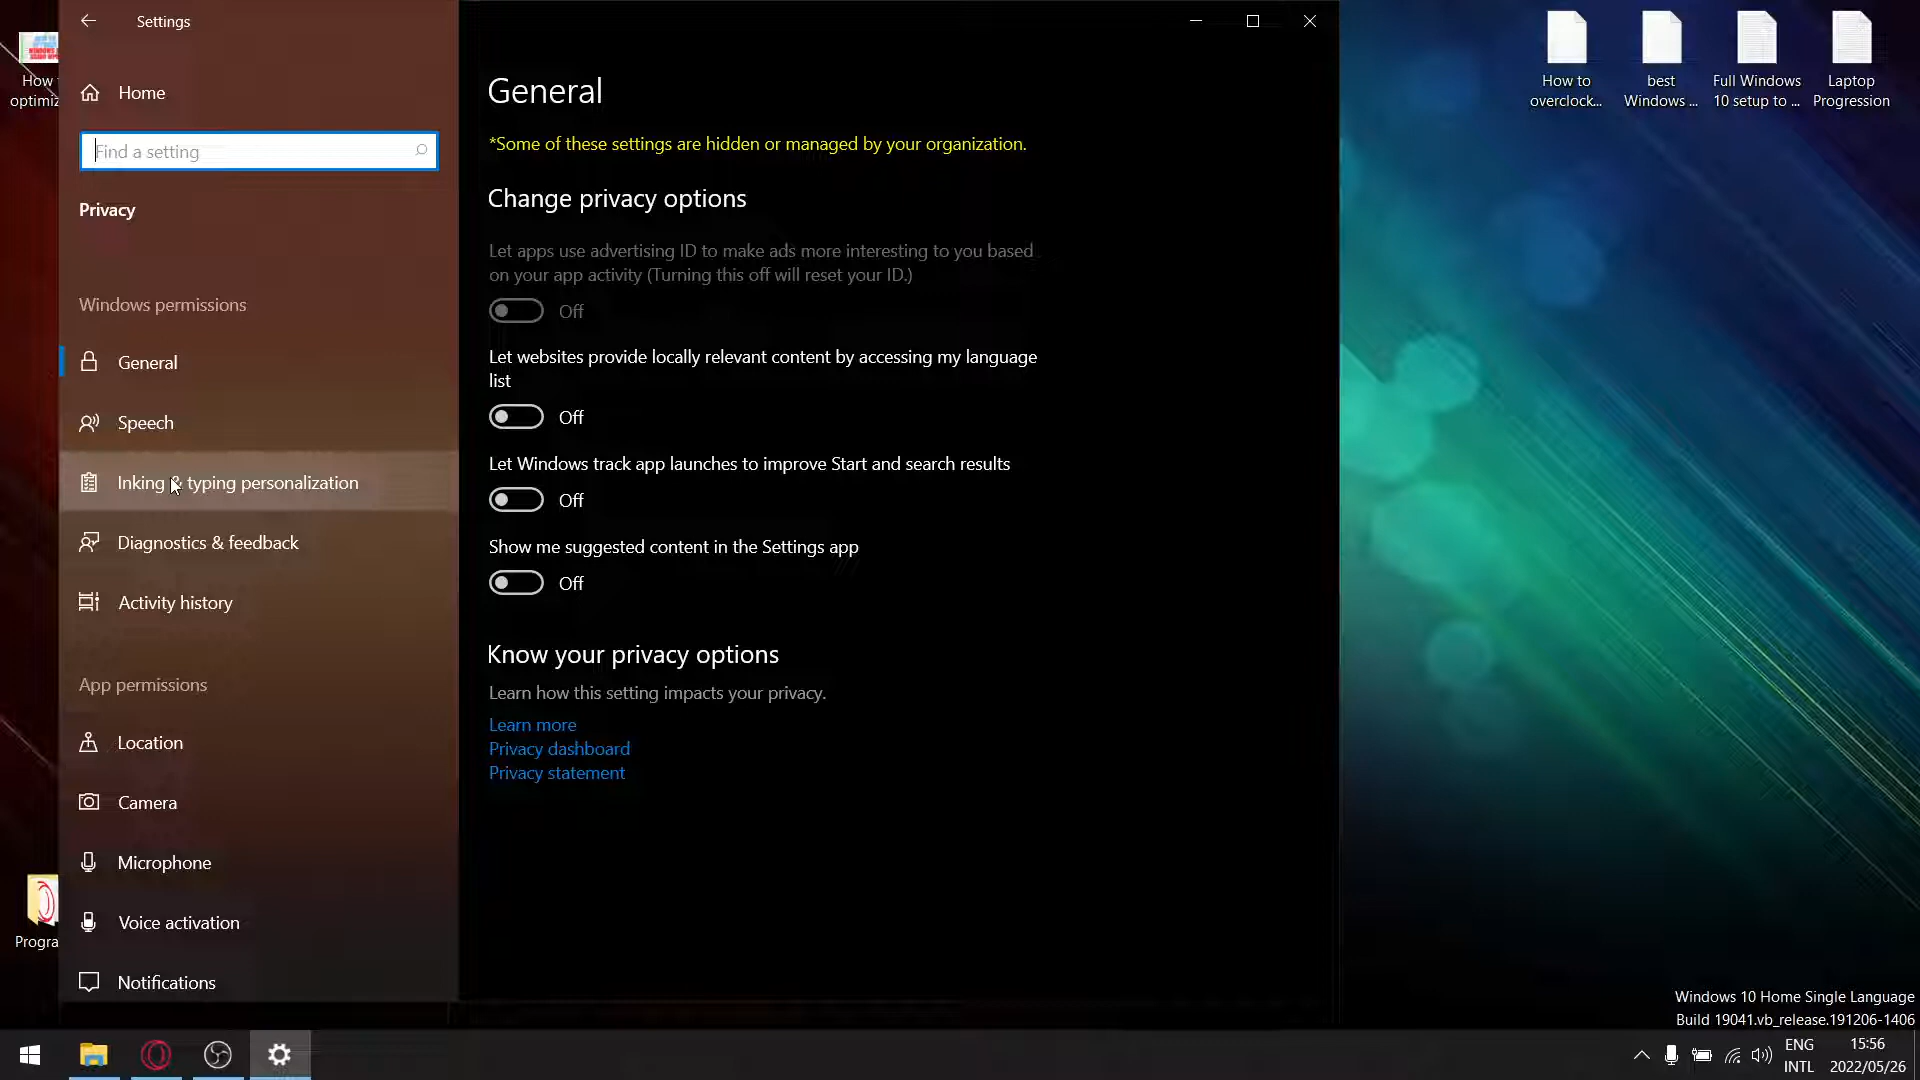 Settings
Home
Find a setting
Privacy
Windows permissions
General
Speech
Inking & typing personalization
Diagnostics & feedback
Activity history
App permissions
Location
Camera
Microphone
Voice activation
Notifications
General
*Some of these settings are hidden or managed by your organization.
Change privacy options
Let apps use advertising ID to make ads more interesting to you based
on your app activity (Turning this off will reset your ID.)
Off
Let websites provide locally relevant content by accessing my language
list
Off
Let Windows track app launches to improve Start and search results
Off
Show me suggested content in the Settings app
Off
Know your privacy options
Learn how this setting impacts your privacy.
Learn more
Privacy dashboard
Privacy statement
How
optimiz
Progra
How to
overclock...
best
Windows ...
Full Windows
10 setup to ...
Laptop
Progression
Windows 10 Home Single Language
Build 19041.vb_release.191206-1406
ENG
INTL
15:56
2022/05/26